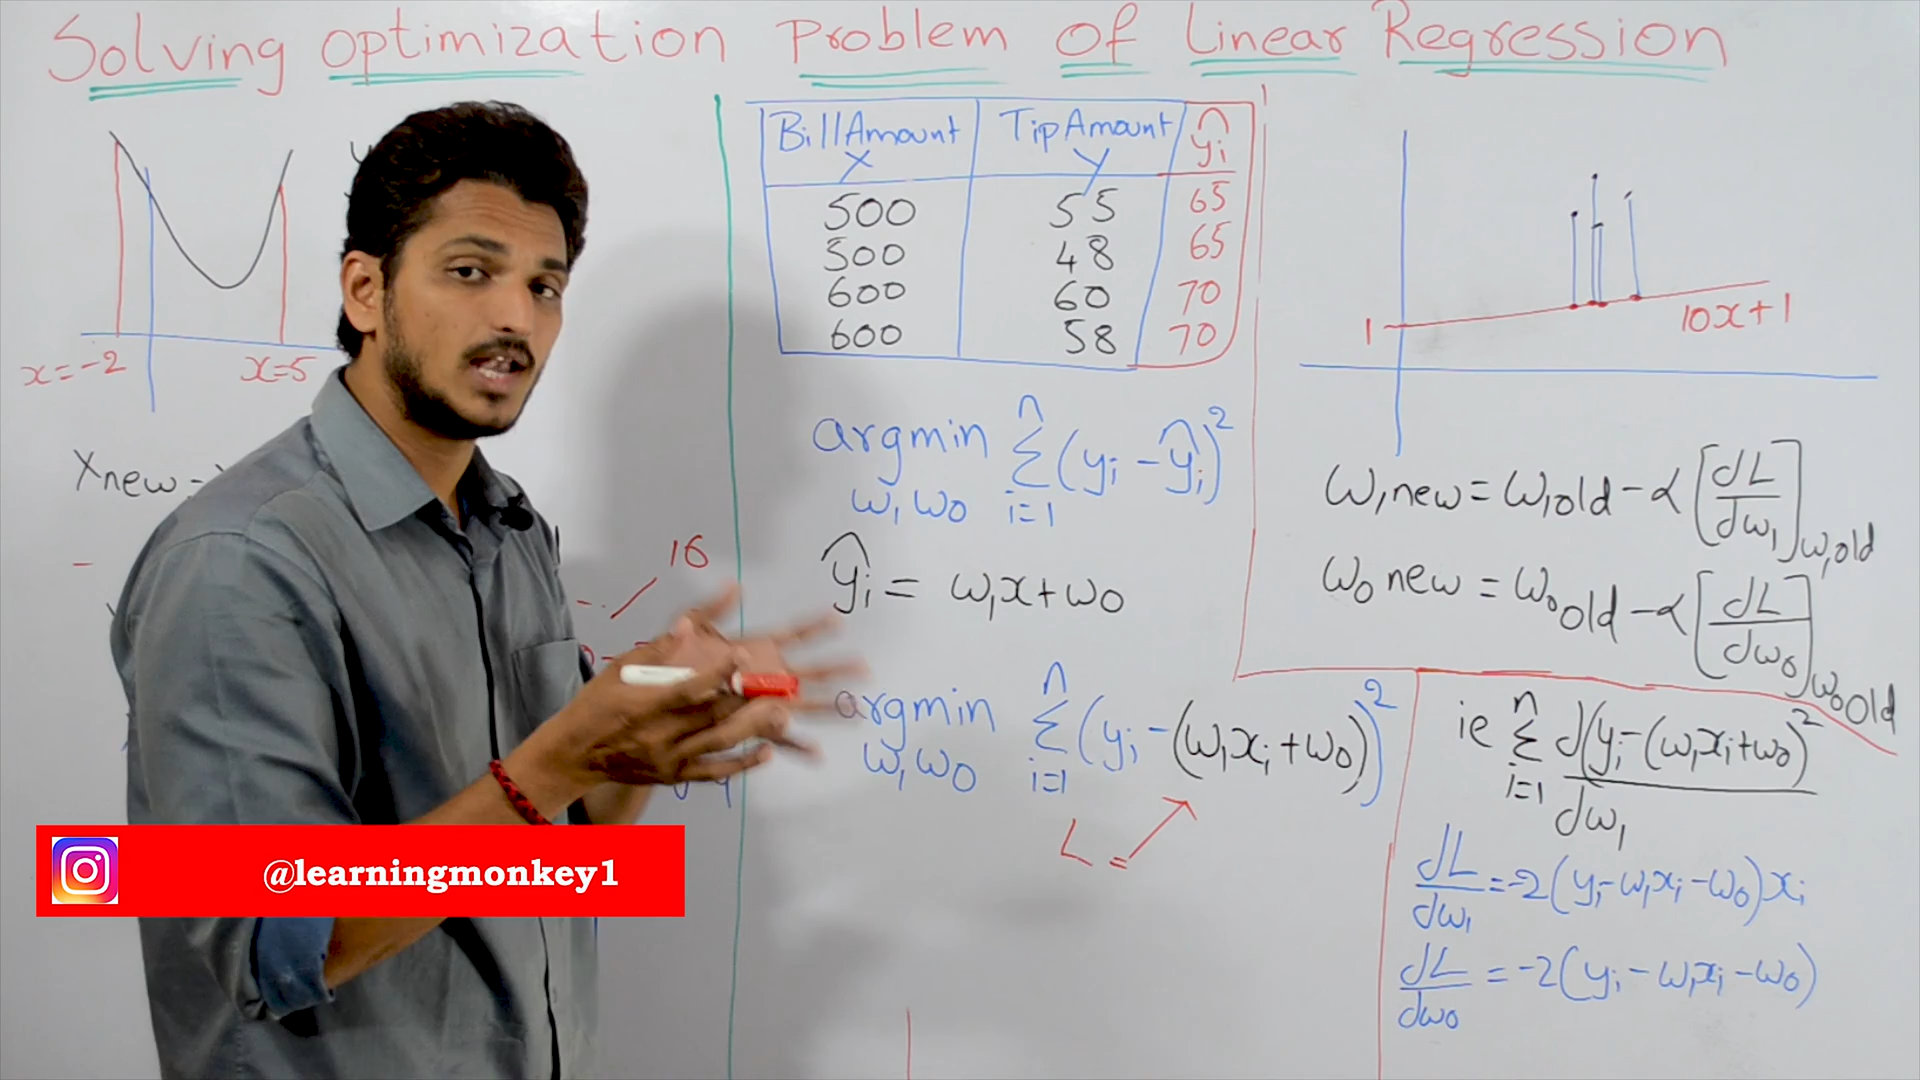 Solving Optimization Problem Of Linear Regression
x=-2
x=5
Xnew
16
@learningmonkey1
BillAmount TipAmount ŷi
X Y
500 55 65
500 48 65
600 60 70
600 58 70
argmin n Σ (yi - ŷi)²
w1 w0 i=1
ŷi = w1x+w0
argmin n Σ (yi - (w1xi+w0))²
w1 w0 i=1
L =
1
10x+1
w1new = w1old - α [dL/dw1] w1old
w0 new = w0old - α [dL/dw0] w0old
ie n Σ i=1 d(yi-(w1xi+w0)²/dw1
dL/dw1 = -2(yi-w1xi-w0)xi
dL/dw0 = -2(yi-w1xi-w0)